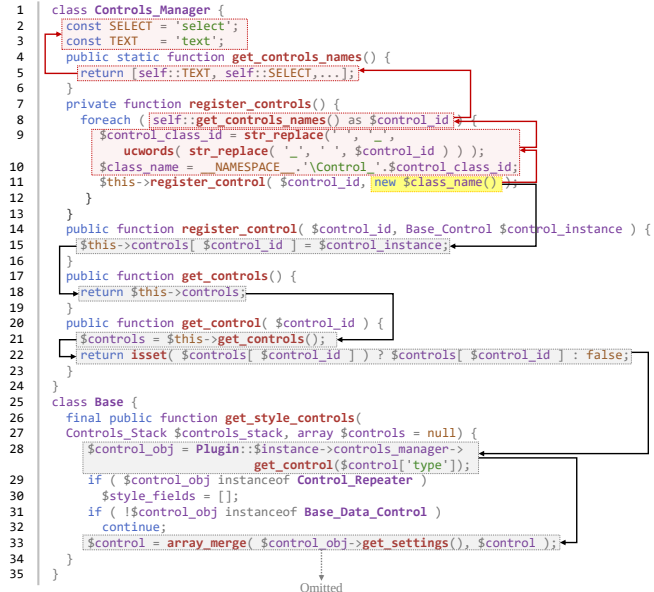 1 class Controls_Manager {
2 const SELECT = 'select';
3 const TEXT = 'text';
4 public static function get_controls_names() {
5 return [self::TEXT, self::SELECT,...];
6 }
7 private function register_controls() {
8 foreach ( self::get_controls_names() as $control_id ) {
9 $control_class_id = str_replace(' ', '_',
ucwords( str_replace( '_', ' ', $control_id ) ) );
10 $class_name = __NAMESPACE__.'\Control_'.$control_class_id;
11 $this->register_control( $control_id, new $class_name() );
12 }
13 }
14 public function register_control( $control_id, Base_Control $control_instance ) {
15 $this->controls[ $control_id ] = $control_instance;
16 }
17 public function get_controls() {
18 return $this->controls;
19 }
20 public function get_control( $control_id ) {
21 $controls = $this->get_controls();
22 return isset( $controls[ $control_id ] ) ? $controls[ $control_id ] : false;
23 }
24 }
25 class Base {
26 final public function get_style_controls(
27 Controls_Stack $controls_stack, array $controls = null) {
28 $control_obj = Plugin::$instance->controls_manager->
get_control($control['type']);
29 if ( $control_obj instanceof Control_Repeater )
30 $style_fields = [];
31 if ( !$control_obj instanceof Base_Data_Control )
32 continue;
33 $control = array_merge( $control_obj->get_settings(), $control );
34 }
35 }
Omitted